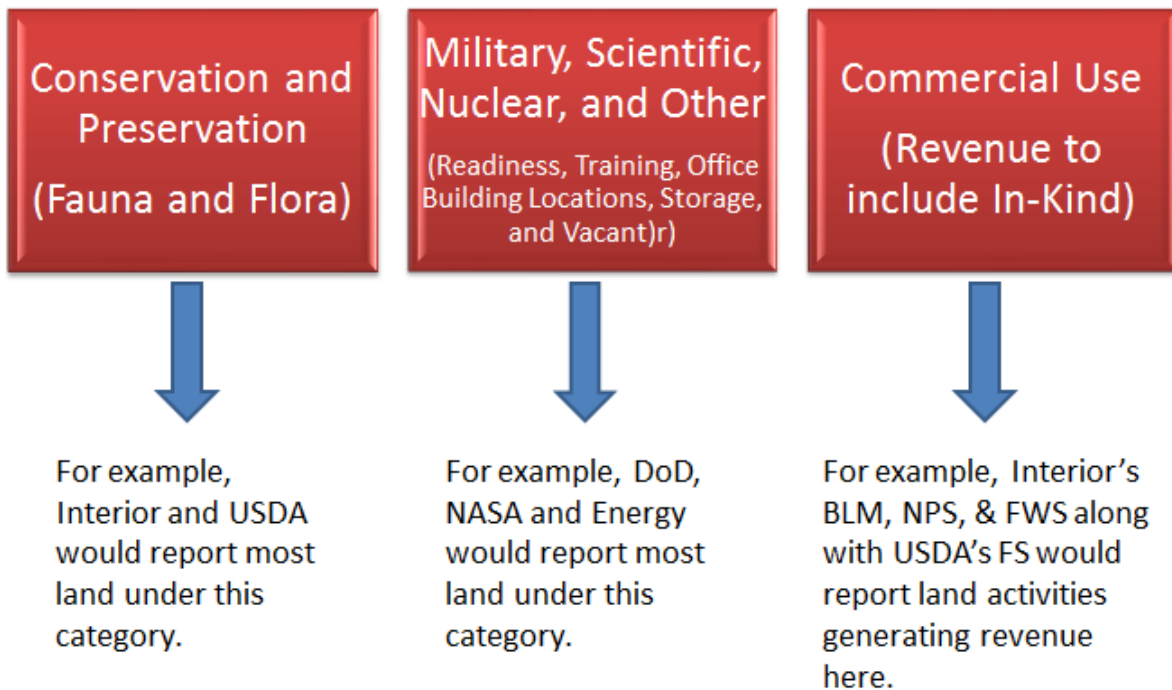 Conservation and
Preservation
(Fauna and Flora)
Military, Scientific,
Nuclear, and Other
(Readiness, Training, Office
Building Locations, Storage,
and Vacant)r)
Commercial Use
(Revenue to
include In-Kind)
For example,
Interior and USDA
would report most
land under this
category.
For example, DoD,
NASA and Energy
would report most
land under this
category.
For example, Interior’s
BLM, NPS, & FWS along
with USDA’s FS would
report land activities
generating revenue
here.